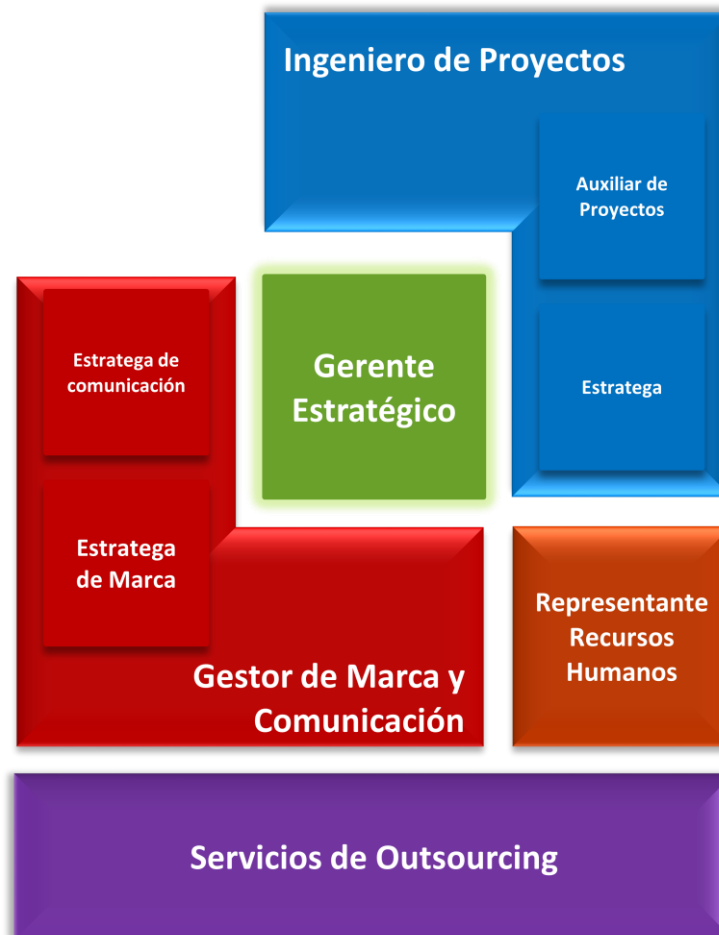 Ingeniero de Proyectos
Auxiliar de
Proyectos
Estratega de
comunicación
Gerente
Estratégico
Estratega
Estratega
de Marca
Representante
Recursos
Humanos
Gestor de Marca y
Comunicación
Servicios de Outsourcing